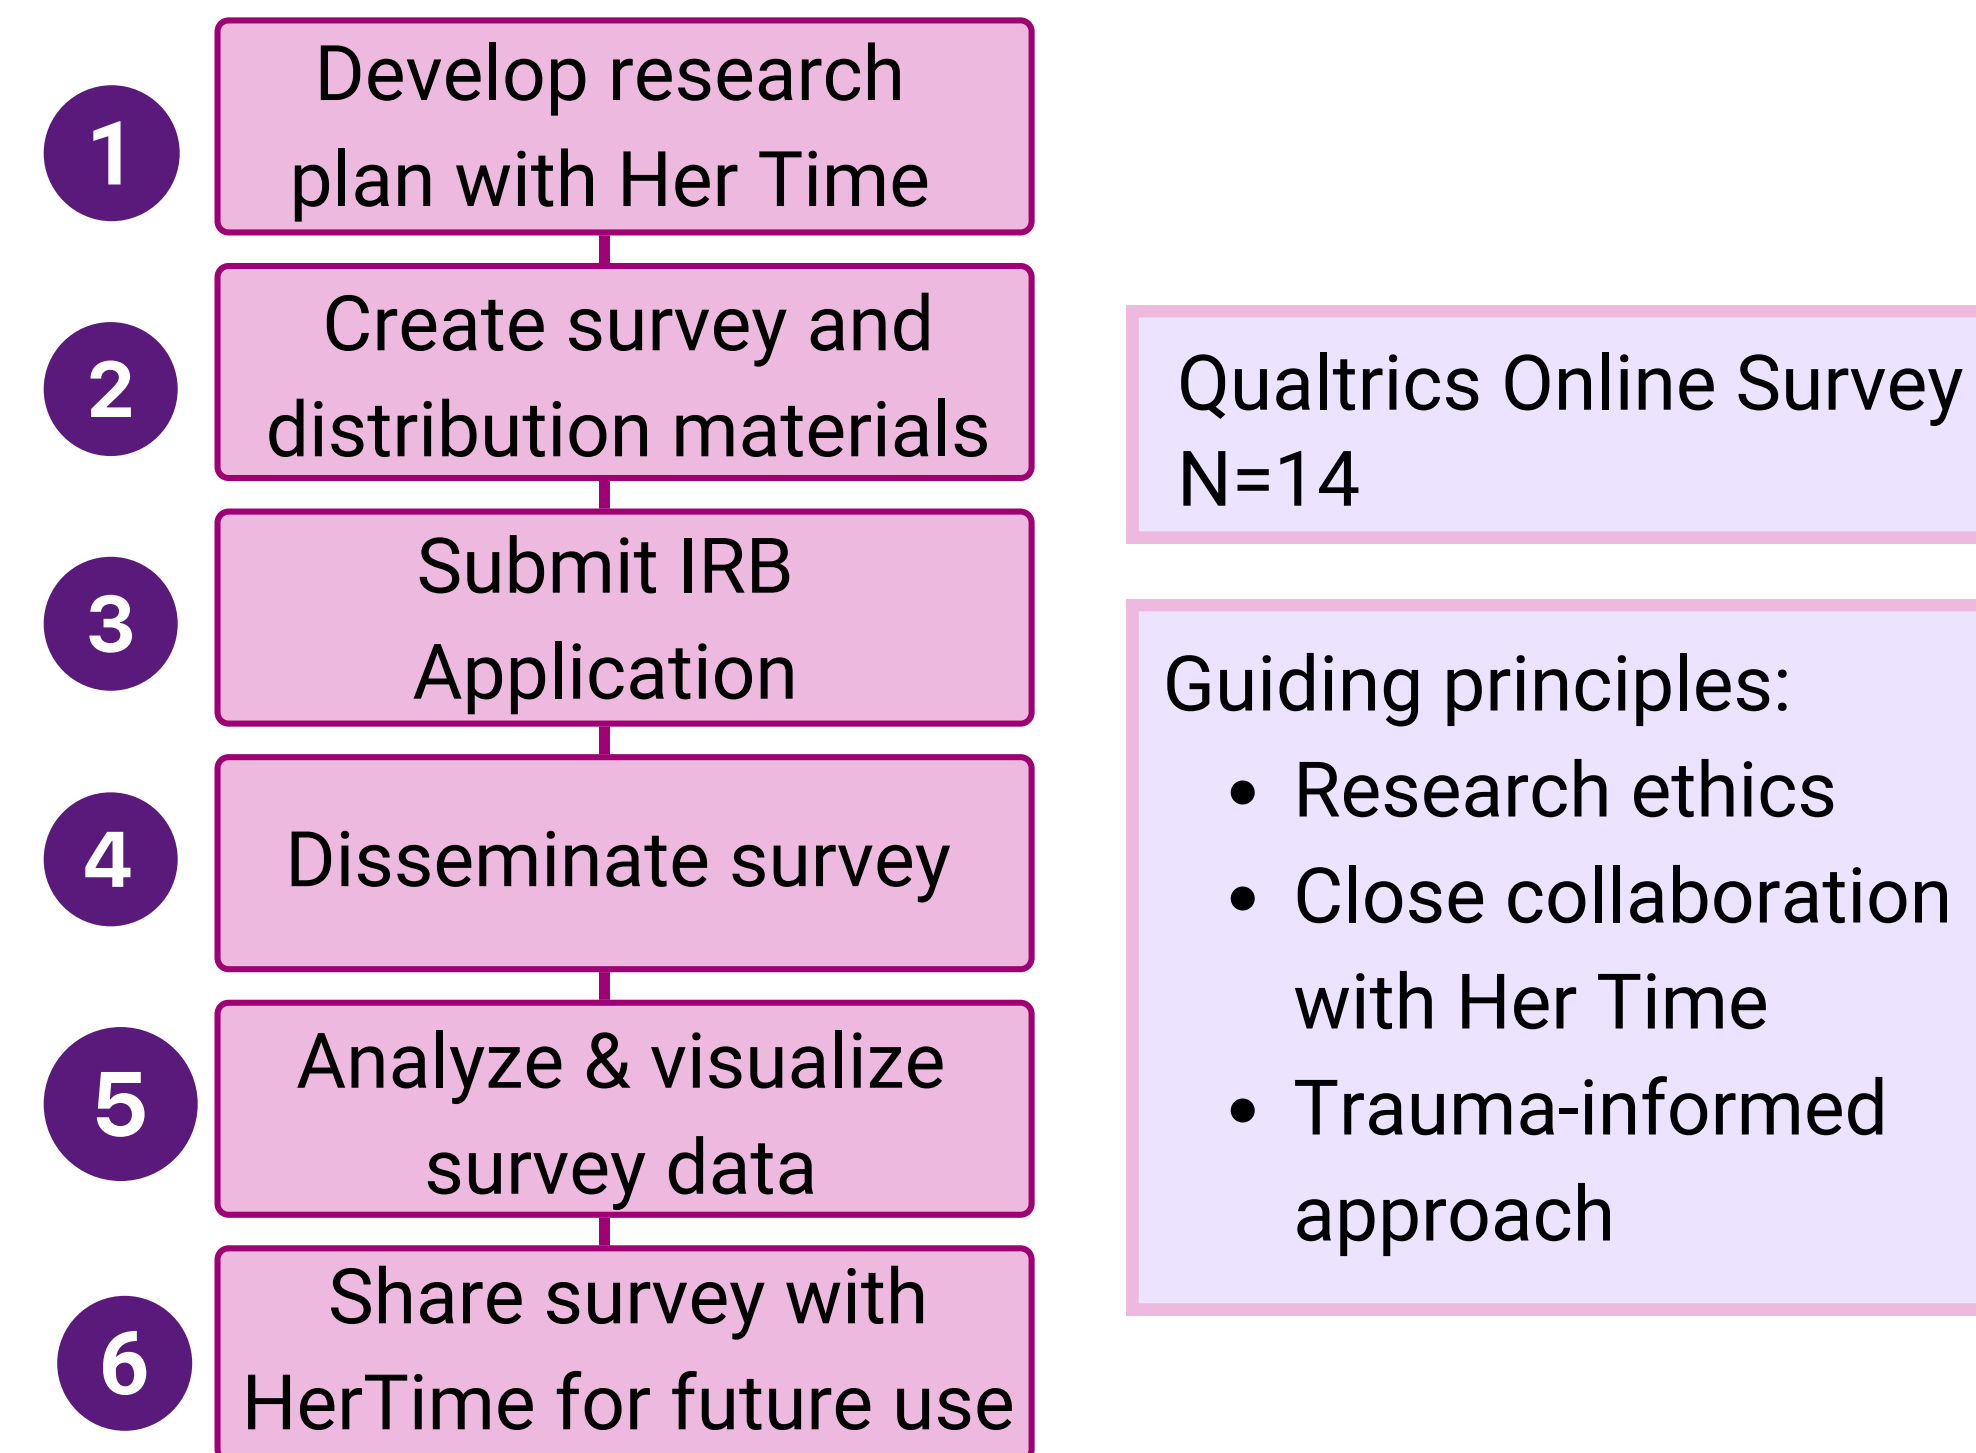 1
Develop research
plan with Her Time
2
Create survey and
distribution materials
3
Submit IRB
Application
4
Disseminate survey
5
Analyze & visualize
survey data
6
Share survey with
HerTime for future use
Qualtrics Online Survey
N=14
Guiding principles:
• Research ethics
• Close collaboration
with Her Time
• Trauma-informed
approach